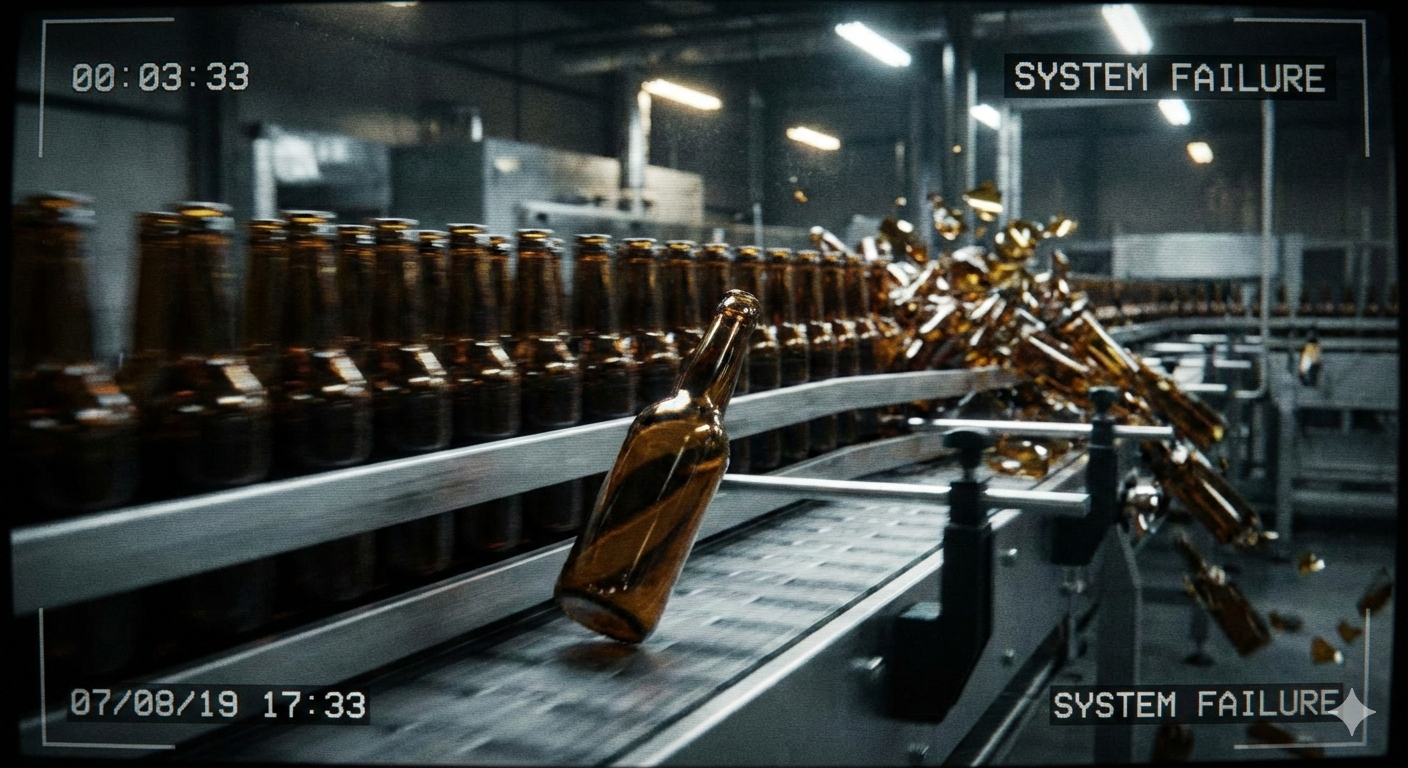 00:03:33
SYSTEM FAILURE
07/08/19 17:33
SYSTEM FAILURE